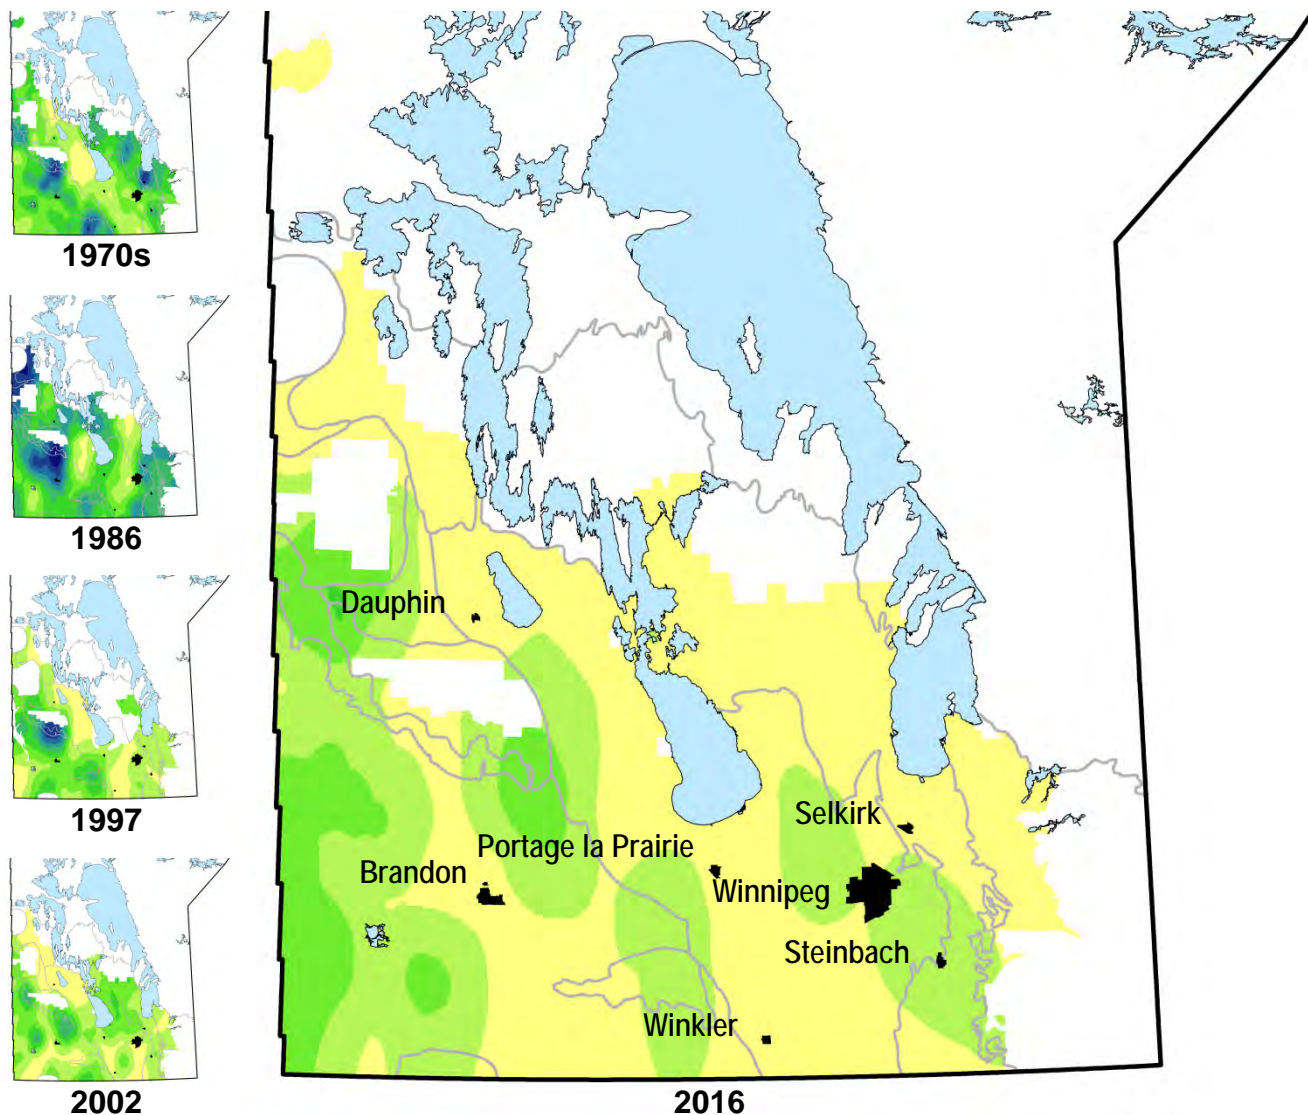 1970s
1986
1997
2002
Dauphin
Selkirk
Portage la Prairie
Brandon
Winnipeg
Steinbach
Winkler
2016